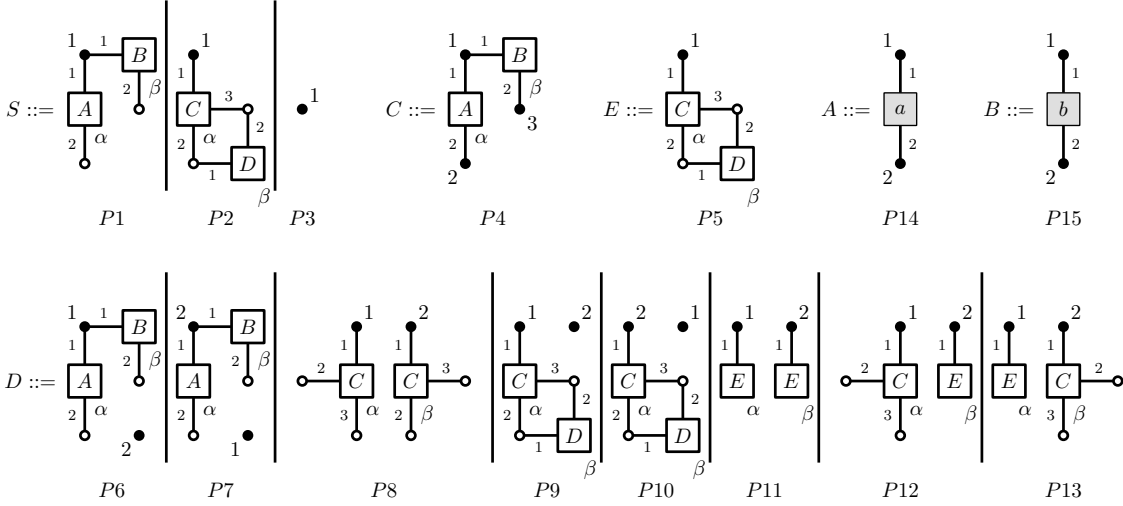 1 1 B 1 1 1 B 1 1 1
1 2 β 1 1 2 β 1 1 1
S ::= A C 3 1 C ::= A 3 E ::= C 3 A ::= a B ::= b
α α 2 α α 2
2 2 2 2 2 2
D 2 D 2 2
1 1
β β
P1 P2 P3 P4 P5 P14 P15
1 1 B 2 1 B 1 2 1 2 2 1 1 2 1 2 1 2
1 2 β 1 2 β 1 1 1 1 1 1 1 1 1 1
D ::= A A 2 C C 3 C 3 C 3 E E 2 C E E C 2
α α α β α 2 α 2 α β α β α β
2 2 3 2 2 2 3 3
2 1 D D
1 1
β β
P6 P7 P8 P9 P10 P11 P12 P13